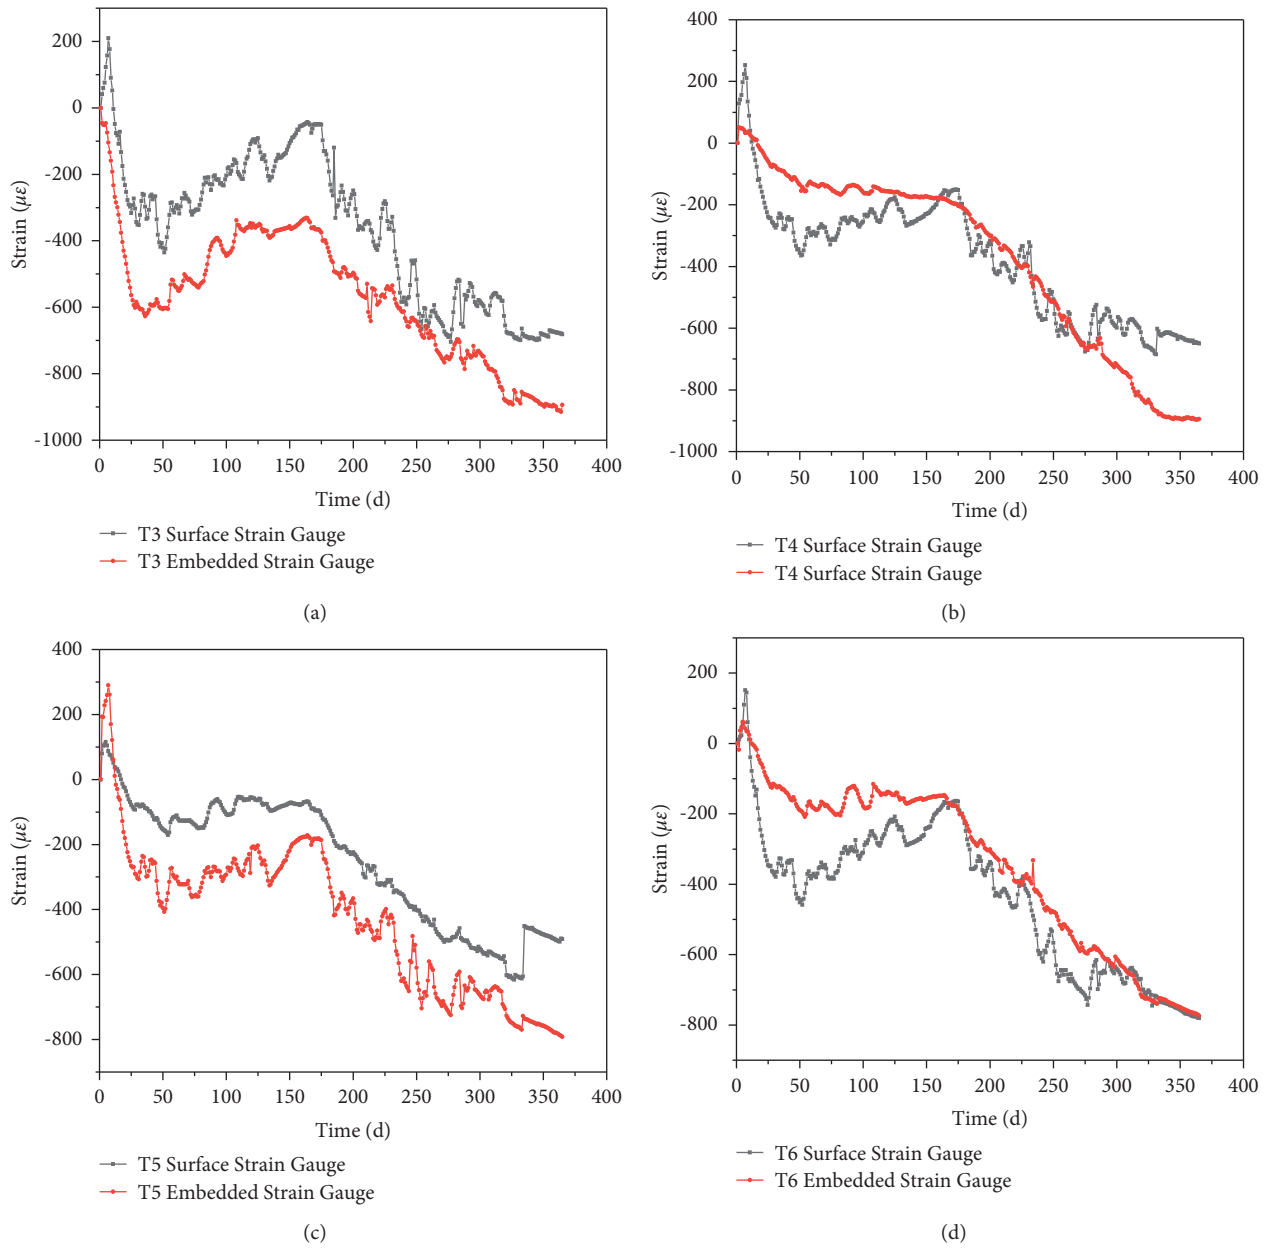 200
0
-200
-400
-600
-800
-1000
Strain (με)
0 50 100 150 200 250 300 350 400
Time (d)
T3 Surface Strain Gauge
T3 Embedded Strain Gauge
(a)
400
200
0
-200
-400
-600
-800
-1000
Strain (με)
0 50 100 150 200 250 300 350 400
Time (d)
T4 Surface Strain Gauge
T4 Surface Strain Gauge
(b)
400
200
0
-200
-400
-600
-800
Strain (με)
0 50 100 150 200 250 300 350 400
Time (d)
T5 Surface Strain Gauge
T5 Embedded Strain Gauge
(c)
200
0
-200
-400
-600
-800
Strain (με)
0 50 100 150 200 250 300 350 400
Time (d)
T6 Surface Strain Gauge
T6 Embedded Strain Gauge
(d)